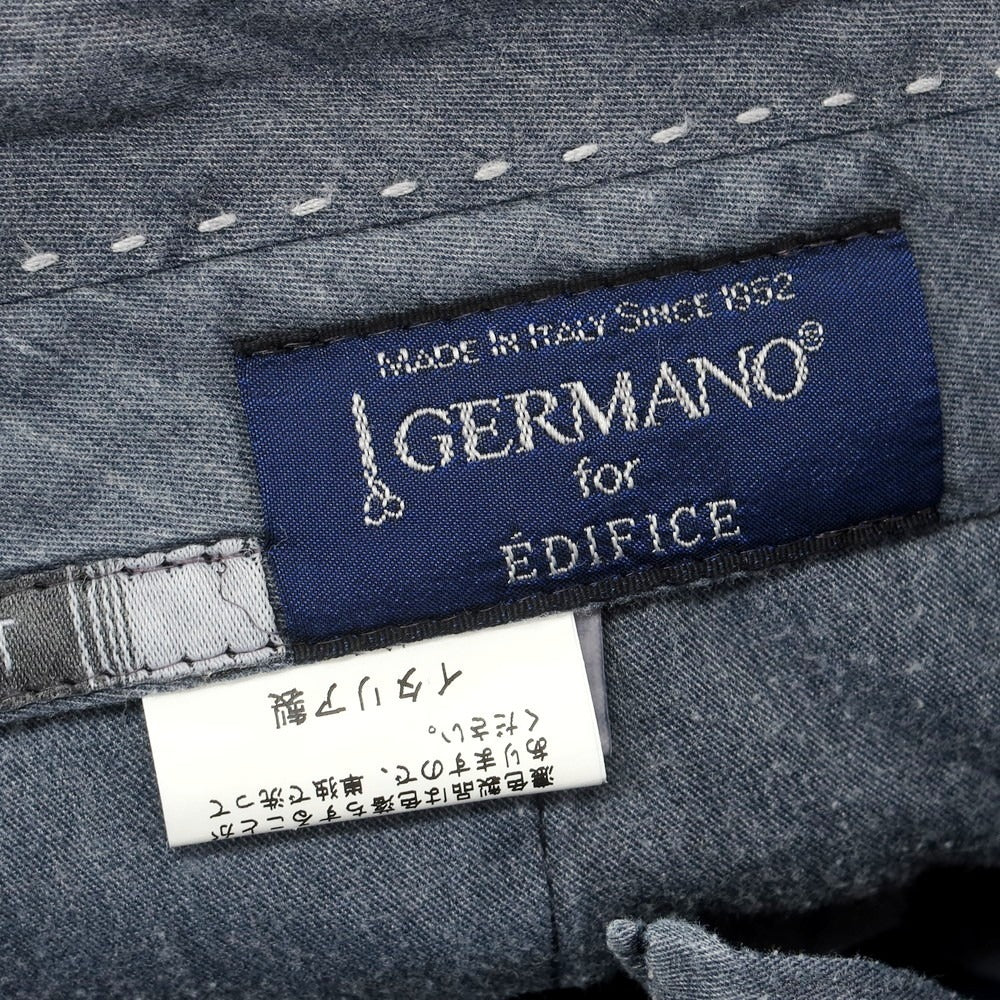 MADE IN ITALY SINCE 1952
GERMANO®
for
ÉDIFICE
T
濃色製品は色落ちすることが
ありますので、単独で洗って
ください。
イタリア製